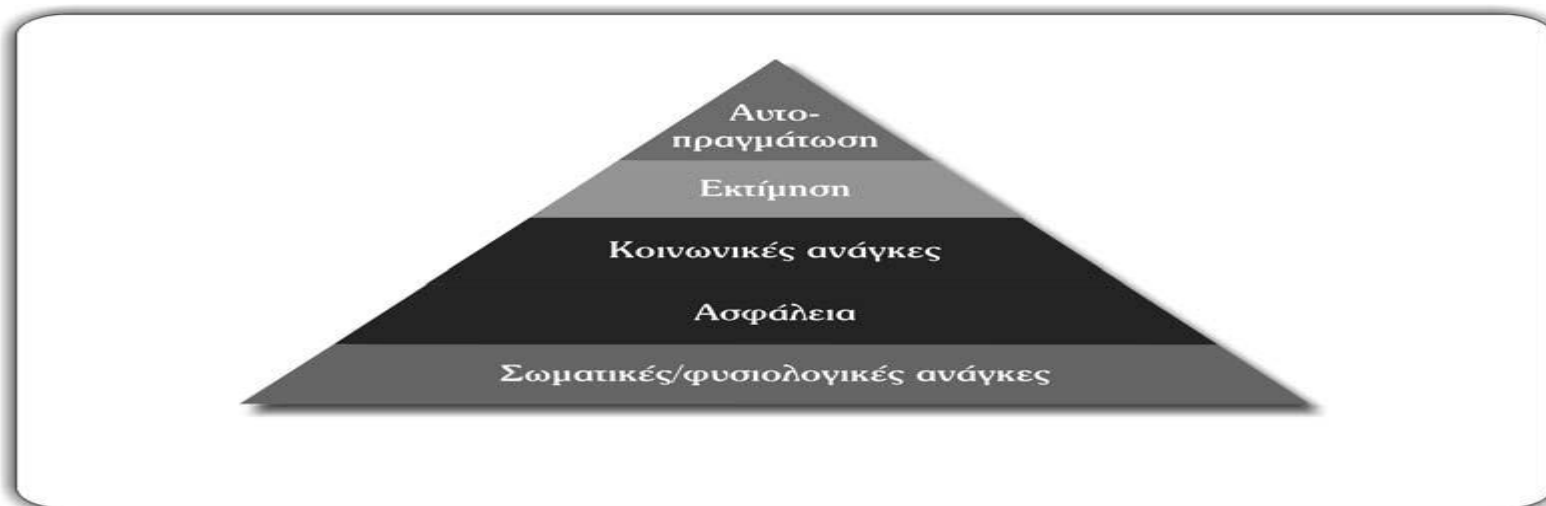 Αυτο-
πραγμάτωση
Εκτίμηση
Κοινωνικές ανάγκες
Ασφάλεια
Σωματικές/φυσιολογικές ανάγκες